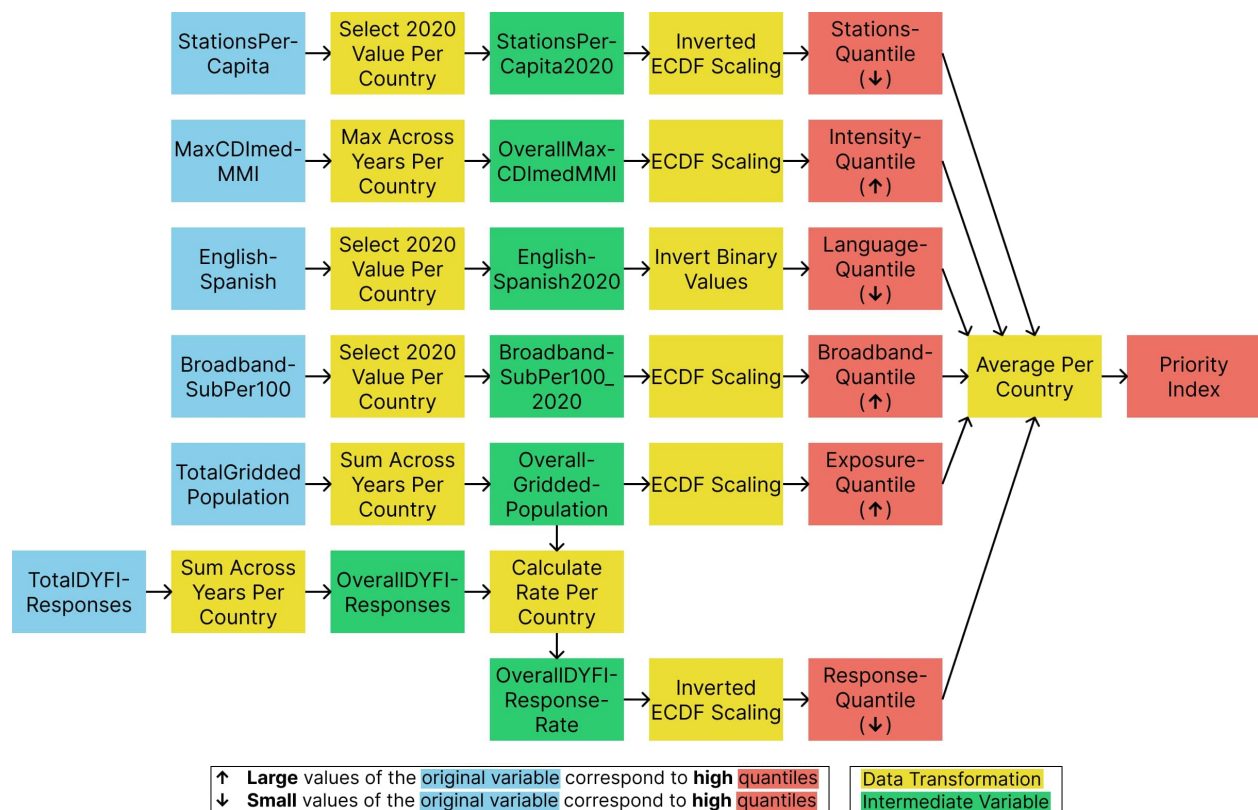 StationsPer-
Capita
Select 2020
Value Per
Country
StationsPer-
Capita2020
Inverted
ECDF Scaling
Stations-
Quantile
(↓)
MaxCDImed-
MMI
Max Across
Years Per
Country
OverallMax-
CDImedMMI
ECDF Scaling
Intensity-
Quantile
(↑)
English-
Spanish
Select 2020
Value Per
Country
English-
Spanish2020
Invert Binary
Values
Language-
Quantile
(↓)
Broadband-
SubPer100
Select 2020
Value Per
Country
Broadband-
SubPer100_
2020
ECDF Scaling
Broadband-
Quantile
(↑)
Average Per
Country
Priority
Index
TotalGridded
Population
Sum Across
Years Per
Country
Overall-
Gridded-
Population
ECDF Scaling
Exposure-
Quantile
(↑)
TotalDYFI-
Responses
Sum Across
Years Per
Country
OverallDYFI-
Responses
Calculate
Rate Per
Country
OverallDYFI-
Response-
Rate
Inverted
ECDF Scaling
Response-
Quantile
(↓)
↑ Large values of the original variable correspond to high quantiles
↓ Small values of the original variable correspond to high quantiles
Data Transformation
Intermediate Variable